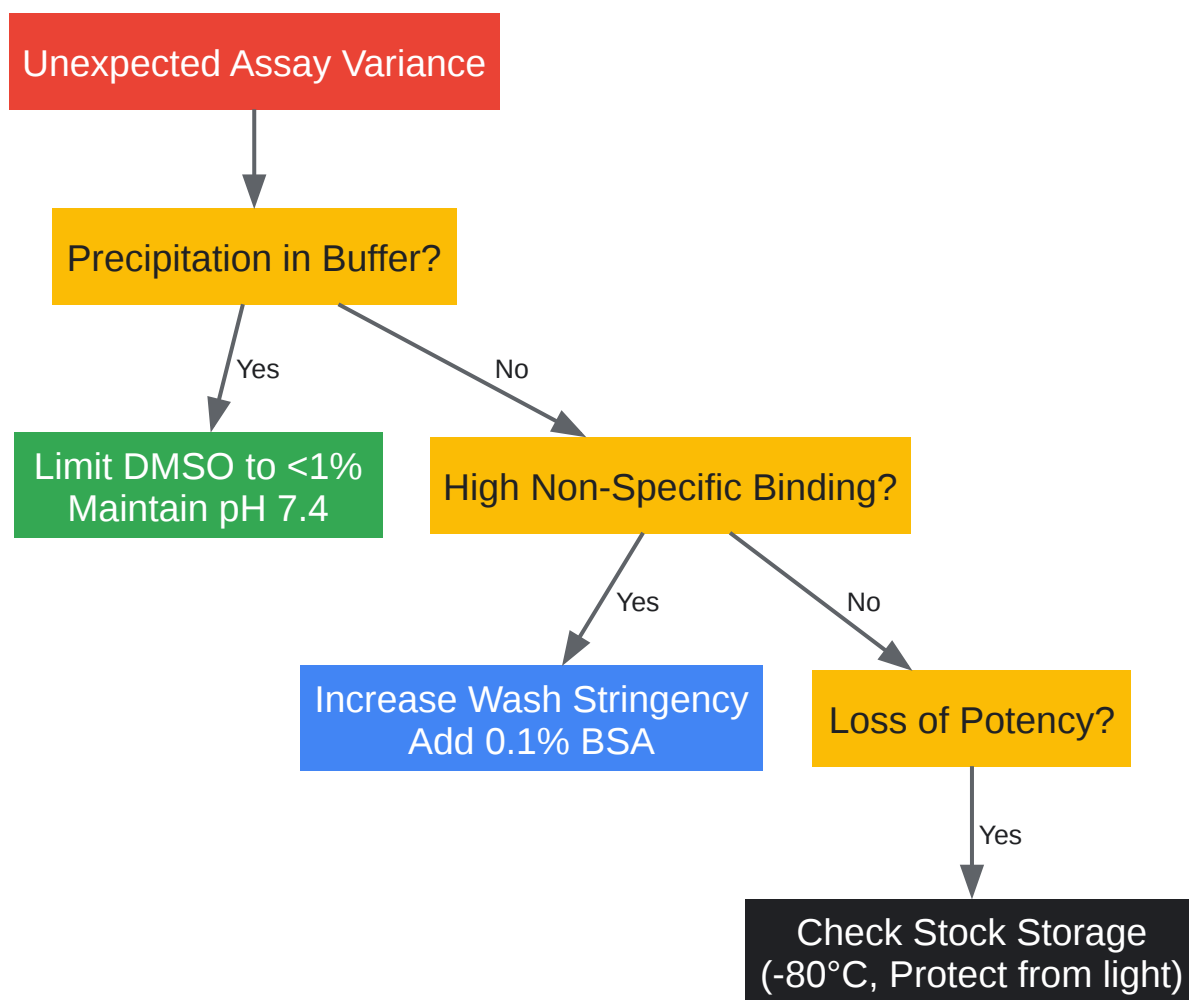 Unexpected Assay Variance
Precipitation in Buffer?
Yes
No
Limit DMSO to <1%
Maintain pH 7.4
High Non-Specific Binding?
Yes
No
Increase Wash Stringency
Add 0.1% BSA
Loss of Potency?
Yes
Check Stock Storage
(-80°C, Protect from light)